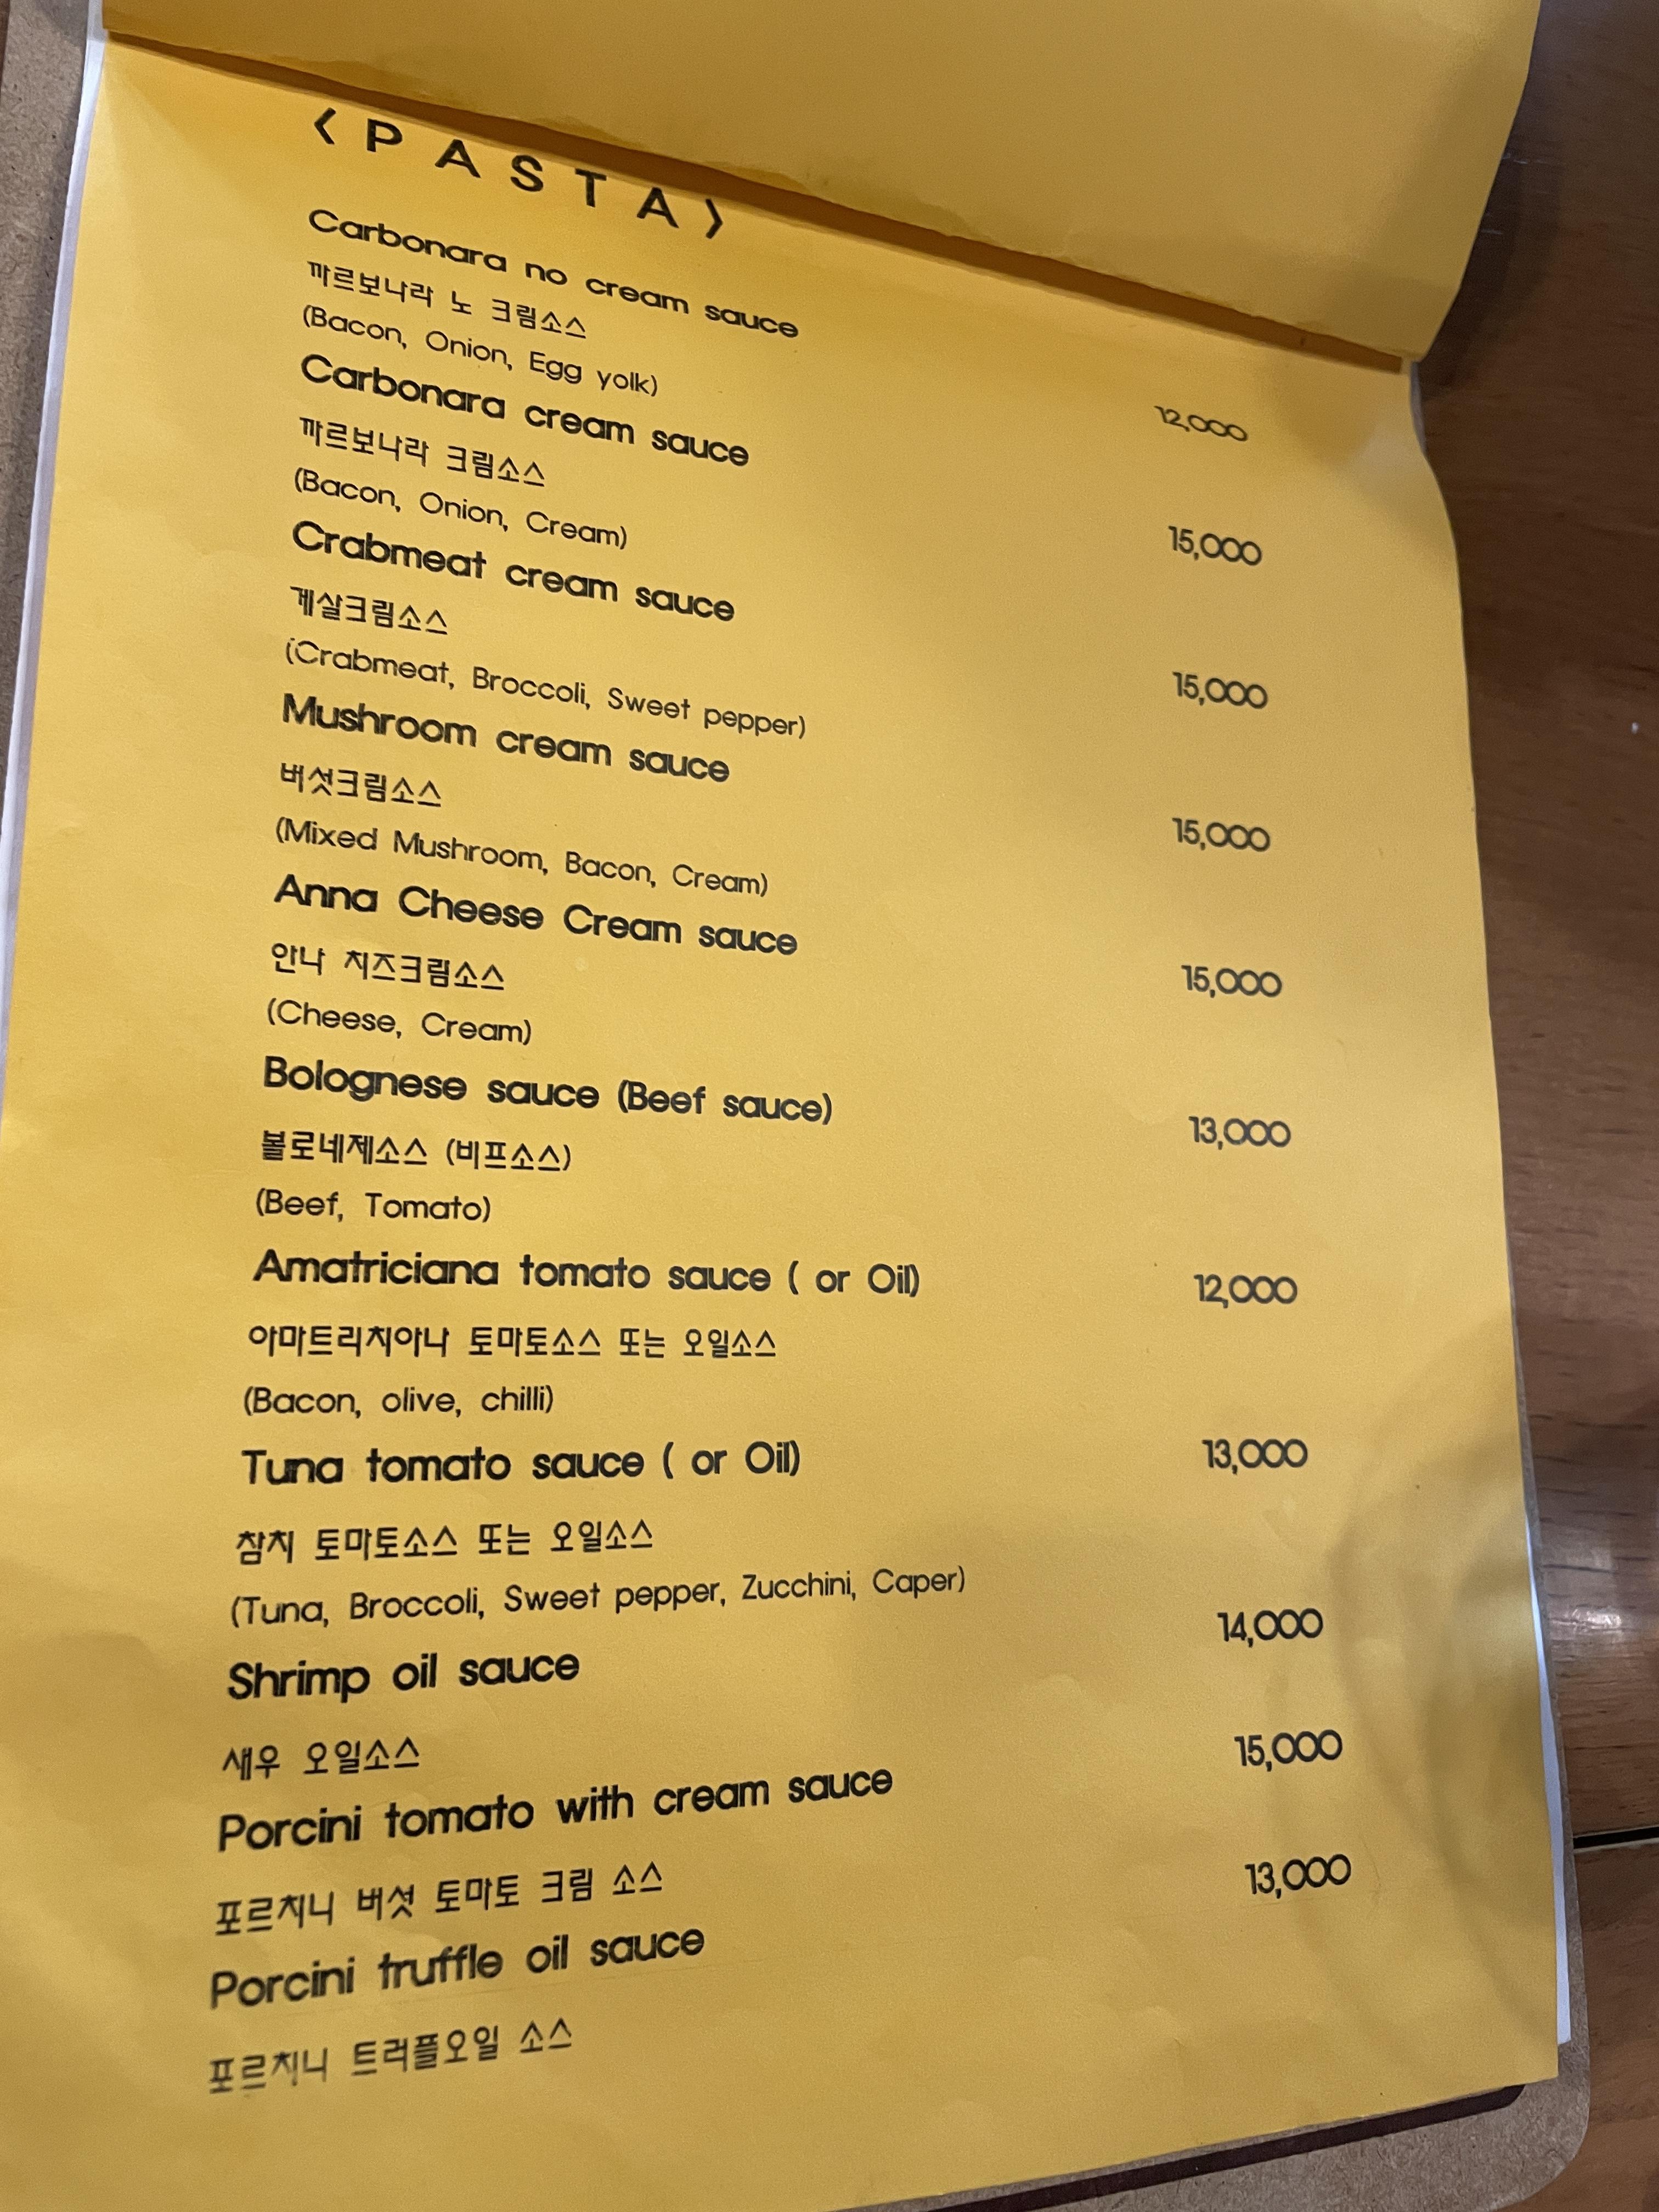 < P A S T A >
Carbonara no cream sauce 12,000
까르보나라 노 크림소스
(Bacon, Onion, Egg yolk)
Carbonara cream sauce 15,000
까르보나라 크림소스
(Bacon, Onion, Cream)
Crabmeat cream sauce 15,000
게살크림소스
(Crabmeat, Broccoli, Sweet pepper)
Mushroom cream sauce 15,000
버섯크림소스
(Mixed Mushroom, Bacon, Cream)
Anna Cheese Cream sauce 15,000
안나 치즈크림소스
(Cheese, Cream)
Bolognese sauce (Beef sauce) 13,000
볼로네제소스 (비프소스)
(Beef, Tomato)
Amatriciana tomato sauce ( or Oil) 12,000
아마트리치아나 토마토소스 또는 오일소스
(Bacon, olive, chilli)
Tuna tomato sauce ( or Oil) 13,000
참치 토마토소스 또는 오일소스
(Tuna, Broccoli, Sweet pepper, Zucchini, Caper)
Shrimp oil sauce 14,000
새우 오일소스
Porcini tomato with cream sauce 15,000
포르치니 버섯 토마토 크림 소스
Porcini truffle oil sauce 13,000
포르치니 트러플오일 소스